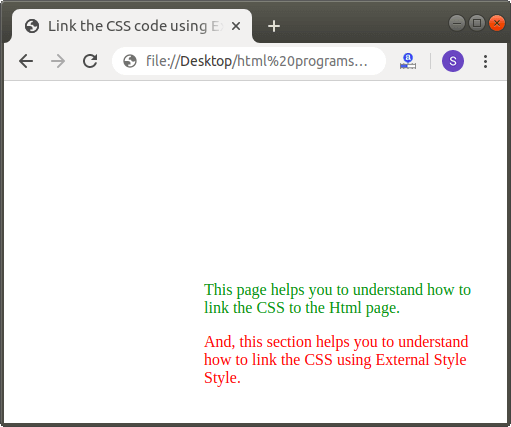 Link the CSS code using E
file://Desktop/html%20programs…
S
This page helps you to understand how to
link the CSS to the Html page.
And, this section helps you to understand
how to link the CSS using External Style
Style.